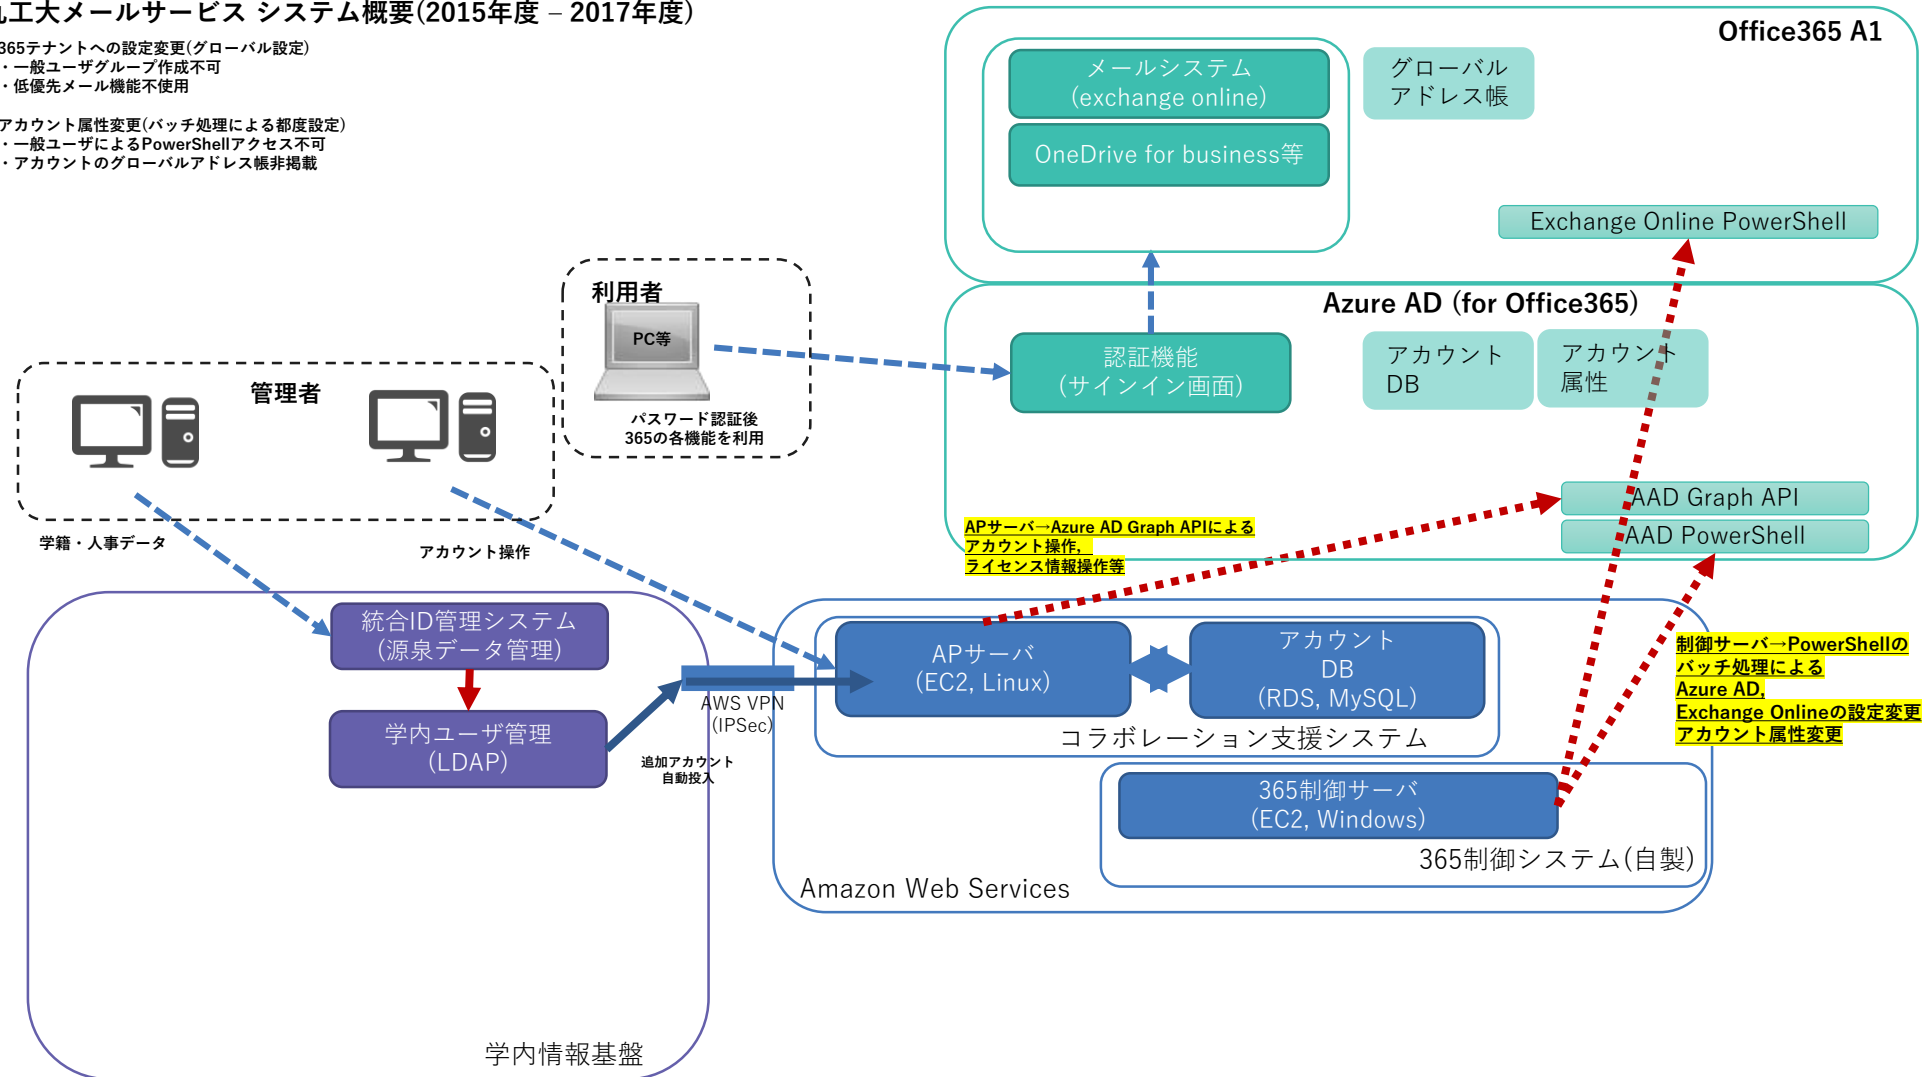 九工大メールサービス システム概要(2015年度 – 2017年度)
365テナントへの設定変更(グローバル設定)
・一般ユーザグループ作成不可
・低優先メール機能不使用
アカウント属性変更(バッチ処理による都度設定)
・一般ユーザによるPowerShellアクセス不可
・アカウントのグローバルアドレス帳非掲載
Office365 A1
メールシステム
(exchange online)
OneDrive for business等
グローバル
アドレス帳
Exchange Online PowerShell
利用者
PC等
パスワード認証後
365の各機能を利用
Azure AD (for Office365)
認証機能
(サインイン画面)
アカウント
DB
アカウント
属性
AAD Graph API
AAD PowerShell
管理者
学籍・人事データ
アカウント操作
APサーバ→Azure AD Graph APIによる
アカウント操作,
ライセンス情報操作等
統合ID管理システム
(源泉データ管理)
学内ユーザ管理
(LDAP)
追加アカウント
自動投入
AWS VPN
(IPSec)
学内情報基盤
APサーバ
(EC2, Linux)
アカウント
DB
(RDS, MySQL)
コラボレーション支援システム
365制御サーバ
(EC2, Windows)
365制御システム(自製)
Amazon Web Services
制御サーバ→PowerShellの
バッチ処理による
Azure AD,
Exchange Onlineの設定変更
アカウント属性変更